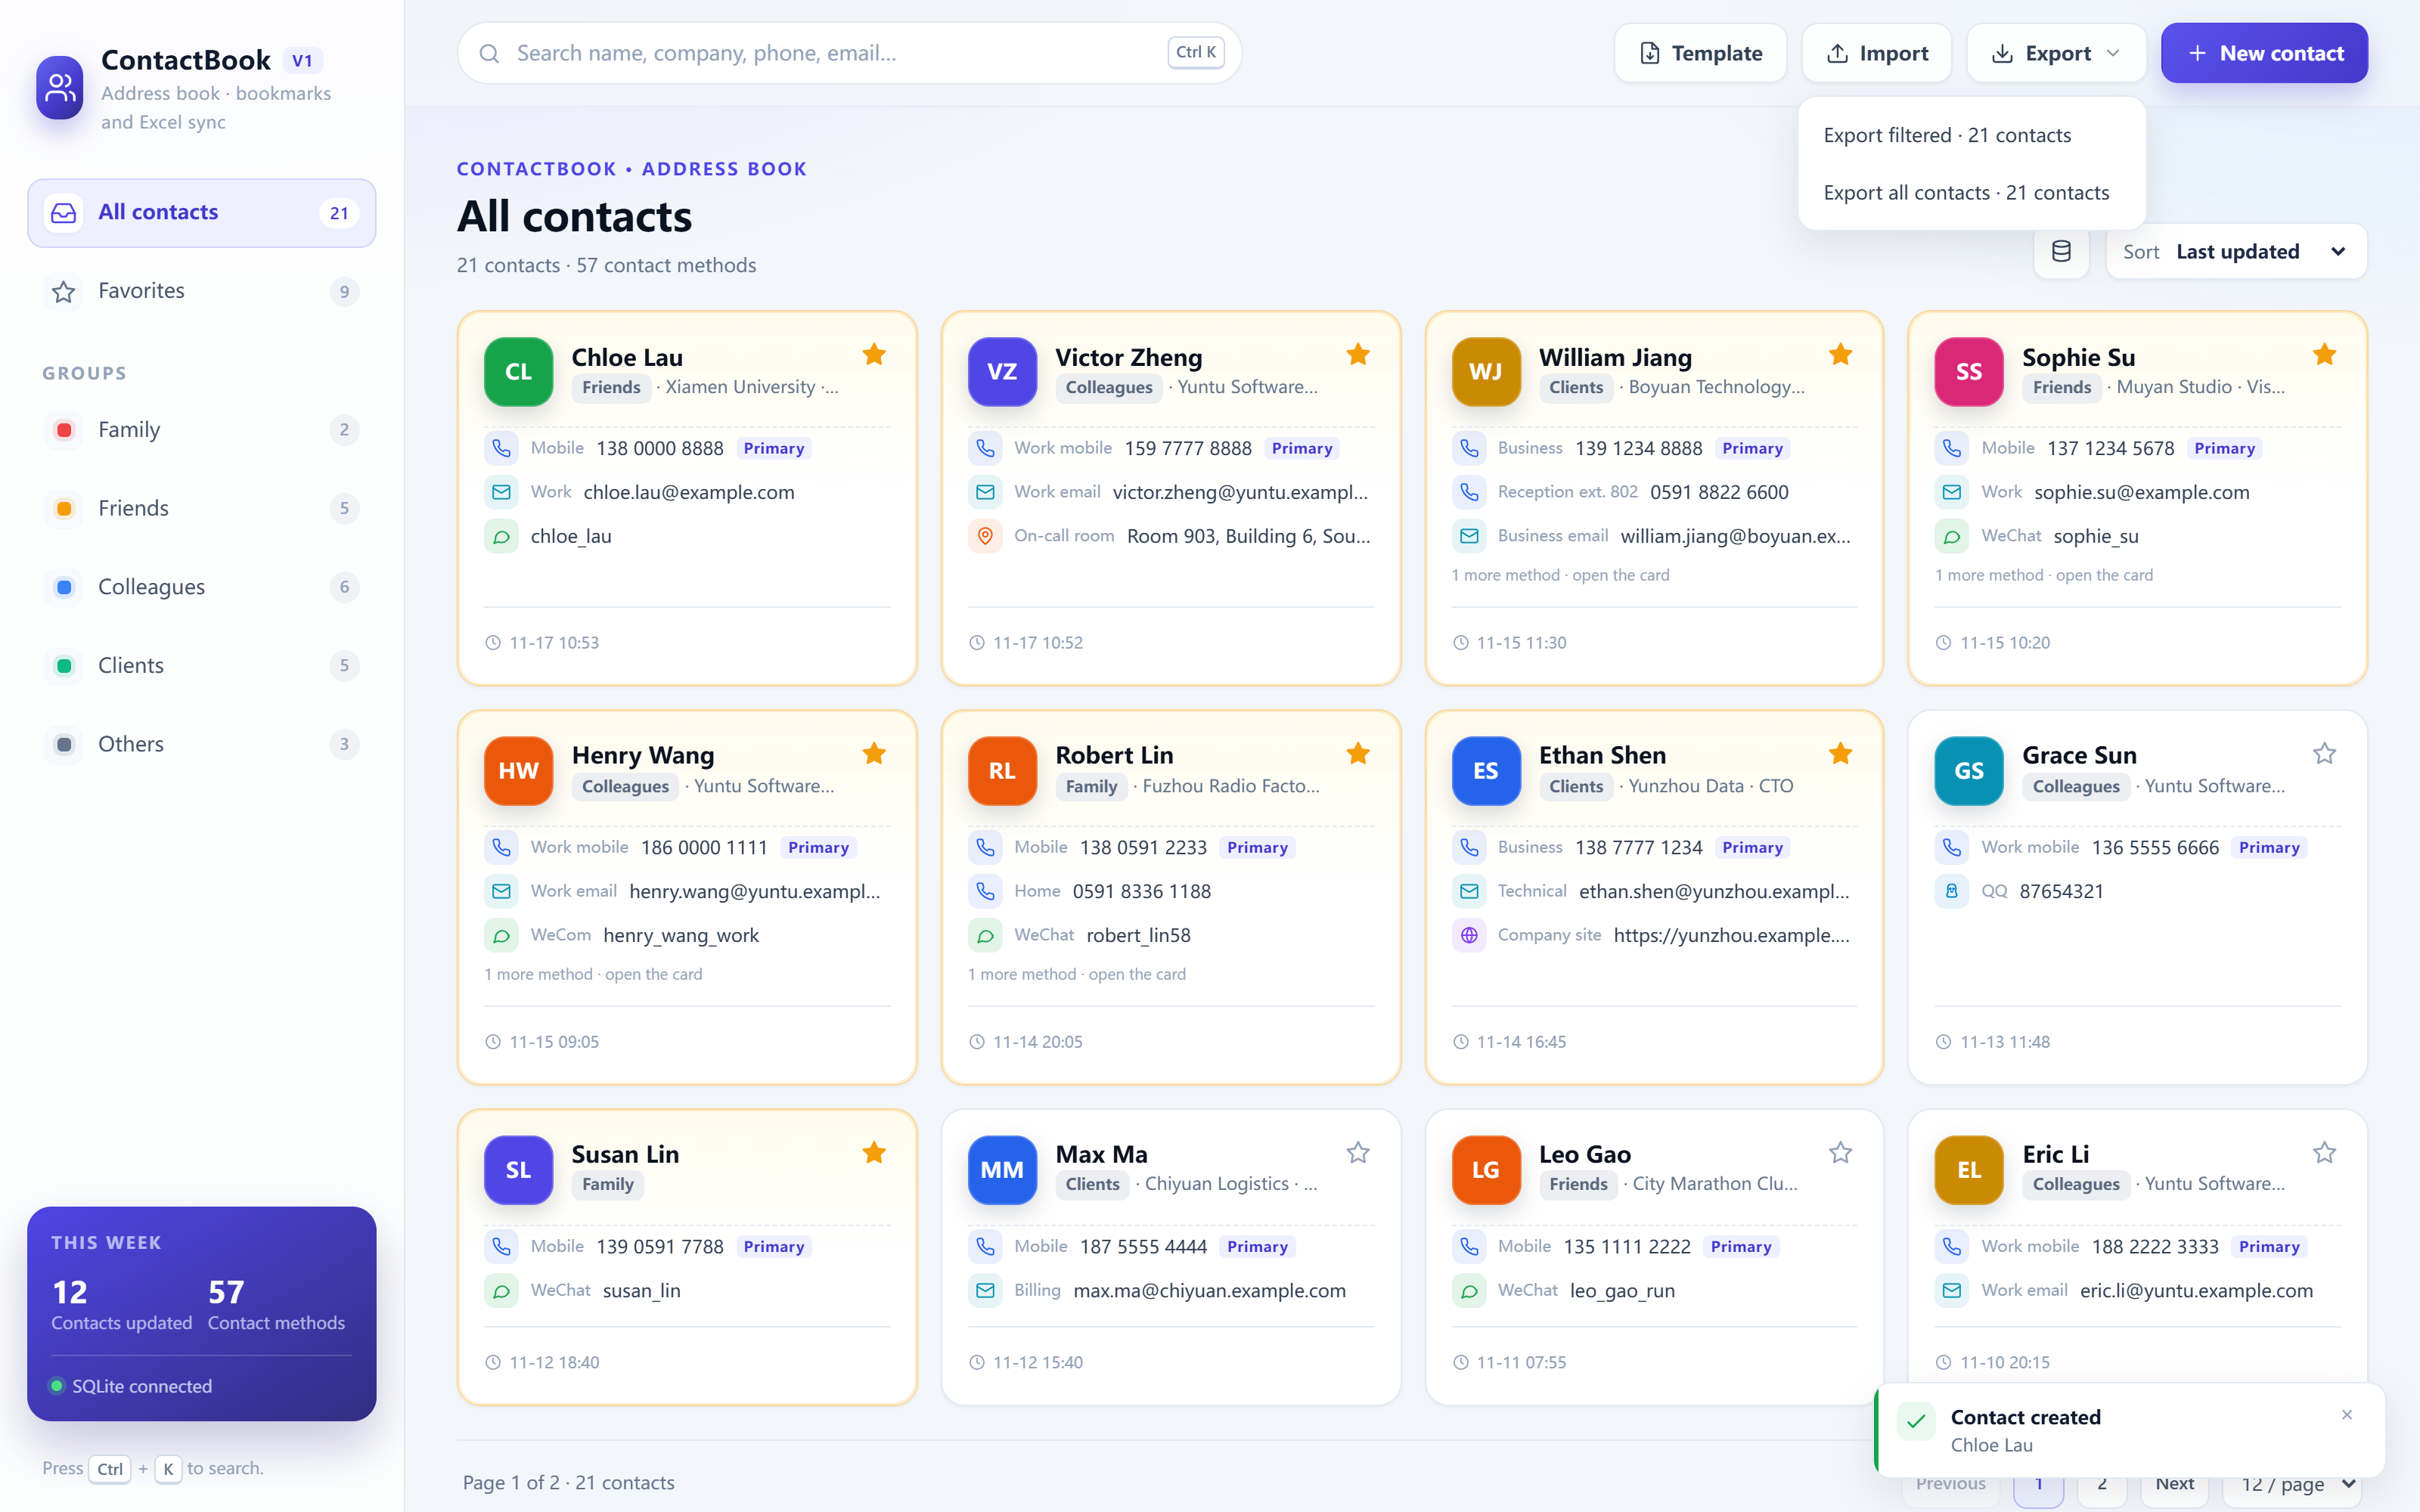 ContactBook V1
Address book · bookmarks
and Excel sync
All contacts 21
Favorites 9
GROUPS
Family 2
Friends 5
Colleagues 6
Clients 5
Others 3
THIS WEEK
12 57
Contacts updated Contact methods
SQLite connected
Press Ctrl + K to search.
Search name, company, phone, email... Ctrl K
Template Import Export New contact
Export filtered · 21 contacts
Export all contacts · 21 contacts
CONTACTBOOK • ADDRESS BOOK
All contacts
21 contacts · 57 contact methods
Sort Last updated
CL Chloe Lau
Friends · Xiamen University ·...
Mobile 138 0000 8888 Primary
Work chloe.lau@example.com
chloe_lau
11-17 10:53
VZ Victor Zheng
Colleagues · Yuntu Software...
Work mobile 159 7777 8888 Primary
Work email victor.zheng@yuntu.exampl...
On-call room Room 903, Building 6, Sou...
11-17 10:52
WJ William Jiang
Clients · Boyuan Technology...
Business 139 1234 8888 Primary
Reception ext. 802 0591 8822 6600
Business email william.jiang@boyuan.ex...
1 more method · open the card
11-15 11:30
SS Sophie Su
Friends · Muyan Studio · Vis...
Mobile 137 1234 5678 Primary
Work sophie.su@example.com
WeChat sophie_su
1 more method · open the card
11-15 10:20
HW Henry Wang
Colleagues · Yuntu Software...
Work mobile 186 0000 1111 Primary
Work email henry.wang@yuntu.exampl...
WeCom henry_wang_work
1 more method · open the card
11-15 09:05
RL Robert Lin
Family · Fuzhou Radio Facto...
Mobile 138 0591 2233 Primary
Home 0591 8336 1188
WeChat robert_lin58
1 more method · open the card
11-14 20:05
ES Ethan Shen
Clients · Yunzhou Data · CTO
Business 138 7777 1234 Primary
Technical ethan.shen@yunzhou.exampl...
Company site https://yunzhou.example....
11-14 16:45
GS Grace Sun
Colleagues · Yuntu Software...
Work mobile 136 5555 6666 Primary
QQ 87654321
11-13 11:48
SL Susan Lin
Family
Mobile 139 0591 7788 Primary
WeChat susan_lin
11-12 18:40
MM Max Ma
Clients · Chiyuan Logistics · ...
Mobile 187 5555 4444 Primary
Billing max.ma@chiyuan.example.com
11-12 15:40
LG Leo Gao
Friends · City Marathon Clu...
Mobile 135 1111 2222 Primary
WeChat leo_gao_run
11-11 07:55
EL Eric Li
Colleagues · Yuntu Software...
Work mobile 188 2222 3333 Primary
Work email eric.li@yuntu.example.com
11-10 20:15
Contact created
Chloe Lau
Page 1 of 2 · 21 contacts
Previous 1 2 Next 12 / page